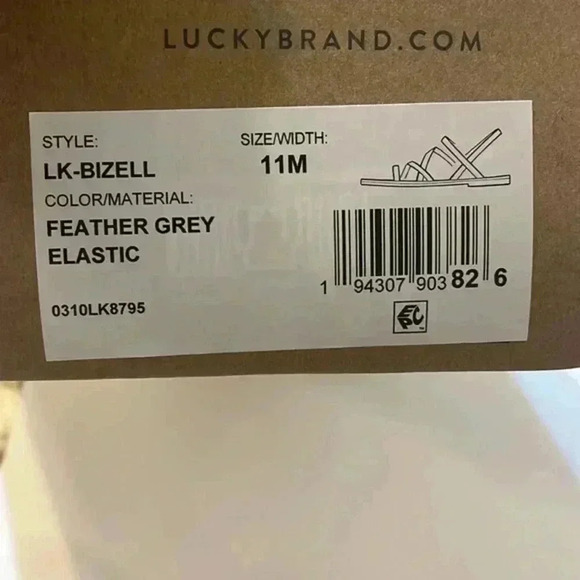 LUCKYBRAND.COM
STYLE: SIZE/WIDTH:
LK-BIZELL 11M
COLOR/MATERIAL:
FEATHER GREY
ELASTIC
1 94307 903 82 6
0310LK8795
EPC